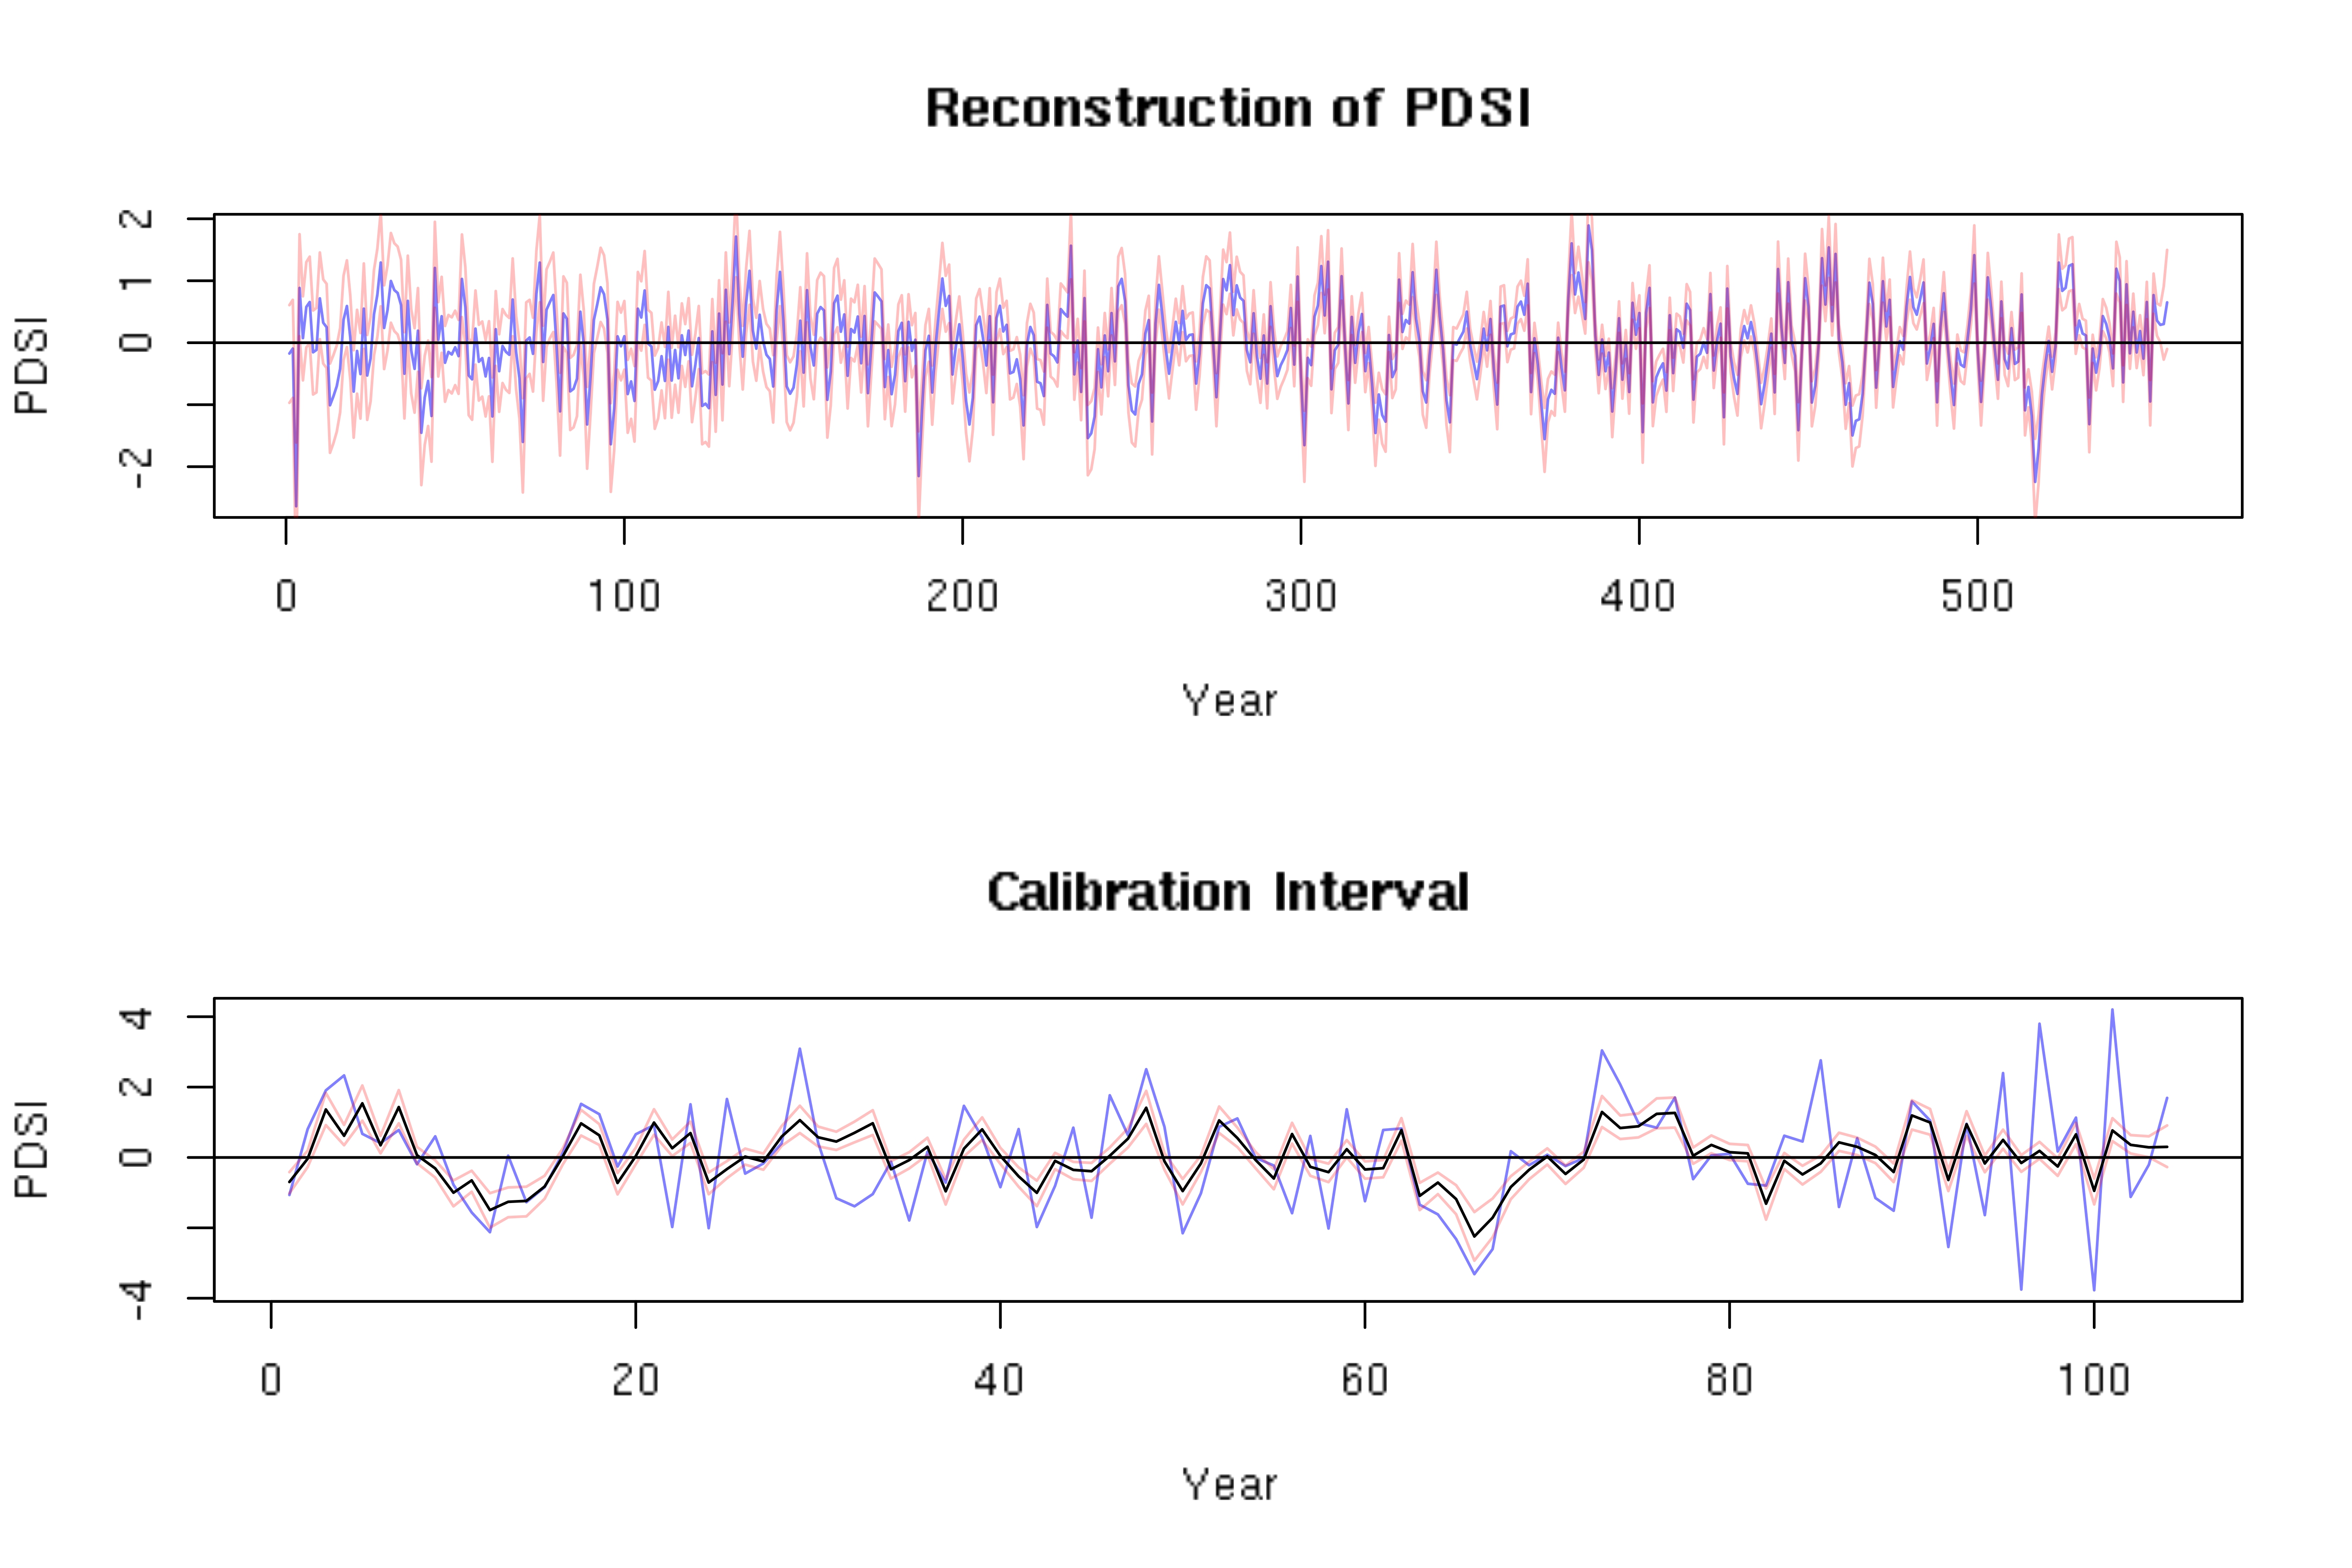 Reconstruction of PDSI
PDSI
2
1
0
-2
0 100 200 300 400 500
Year
Calibration Interval
PDSI
4
2
0
-4
0 20 40 60 80 100
Year